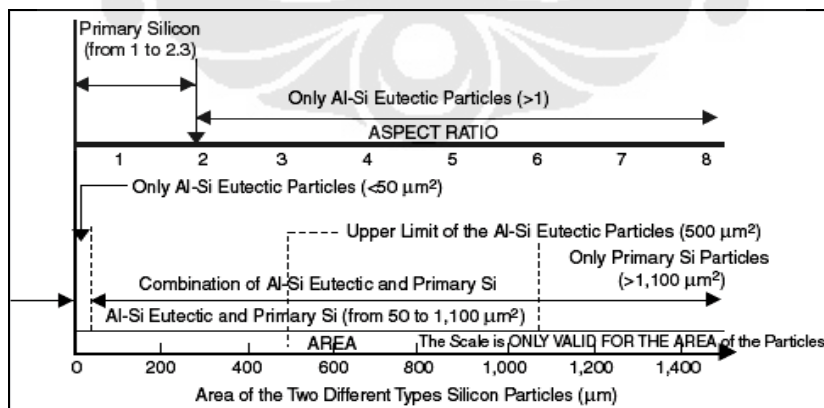 Primary Silicon
(from 1 to 2.3)
Only Al-Si Eutectic Particles (>1)
ASPECT RATIO
1 2 3 4 5 6 7 8
Only Al-Si Eutectic Particles (<50 µm²)
Upper Limit of the Al-Si Eutectic Particles (500 µm²)
Only Primary Si Particles
(>1,100 µm²)
Combination of Al-Si Eutectic and Primary Si
Al-Si Eutectic and Primary Si (from 50 to 1,100 µm²)
AREA The Scale is ONLY VALID FOR THE AREA of the Particles
0 200 400 600 800 1,000 1,200 1,400
Area of the Two Different Types Silicon Particles (µm)